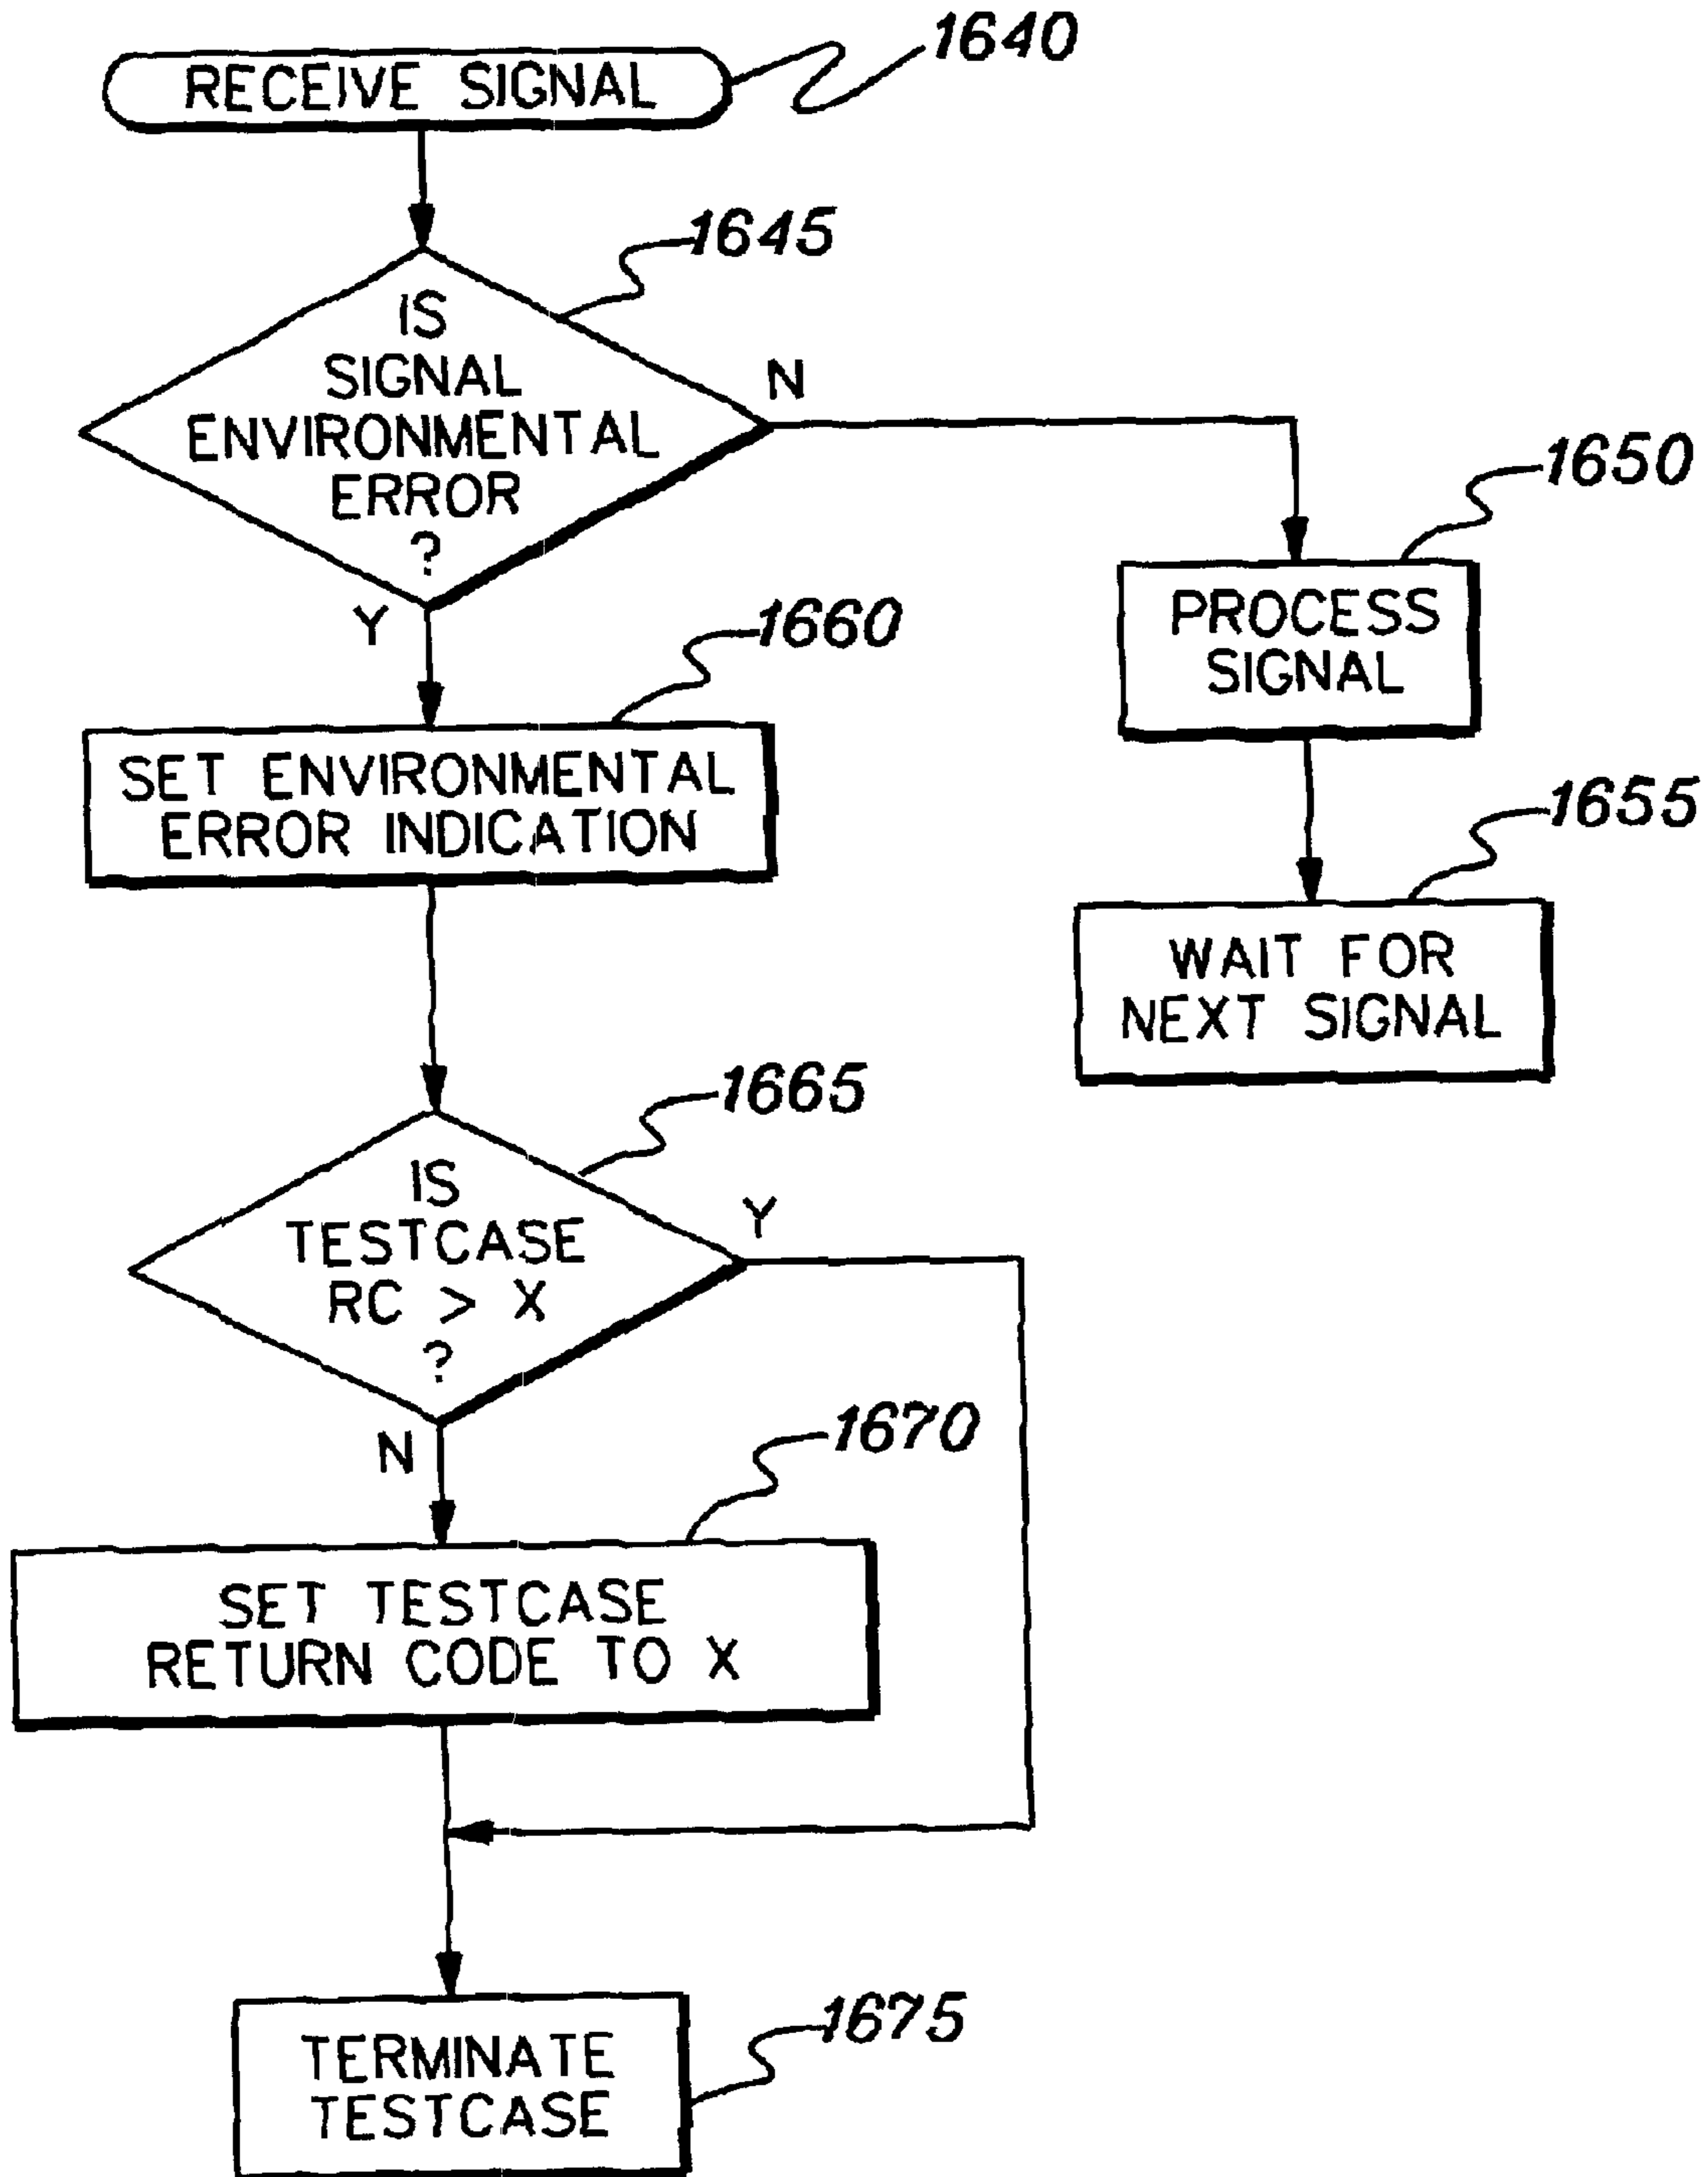 RECEIVE SIGNAL
1640
1645
IS
SIGNAL
ENVIRONMENTAL
ERROR
?
N
Y
1650
PROCESS
SIGNAL
1655
WAIT FOR
NEXT SIGNAL
1660
SET ENVIRONMENTAL
ERROR INDICATION
1665
IS
TESTCASE
RC > X
?
Y
N
1670
SET TESTCASE
RETURN CODE TO X
1675
TERMINATE
TESTCASE